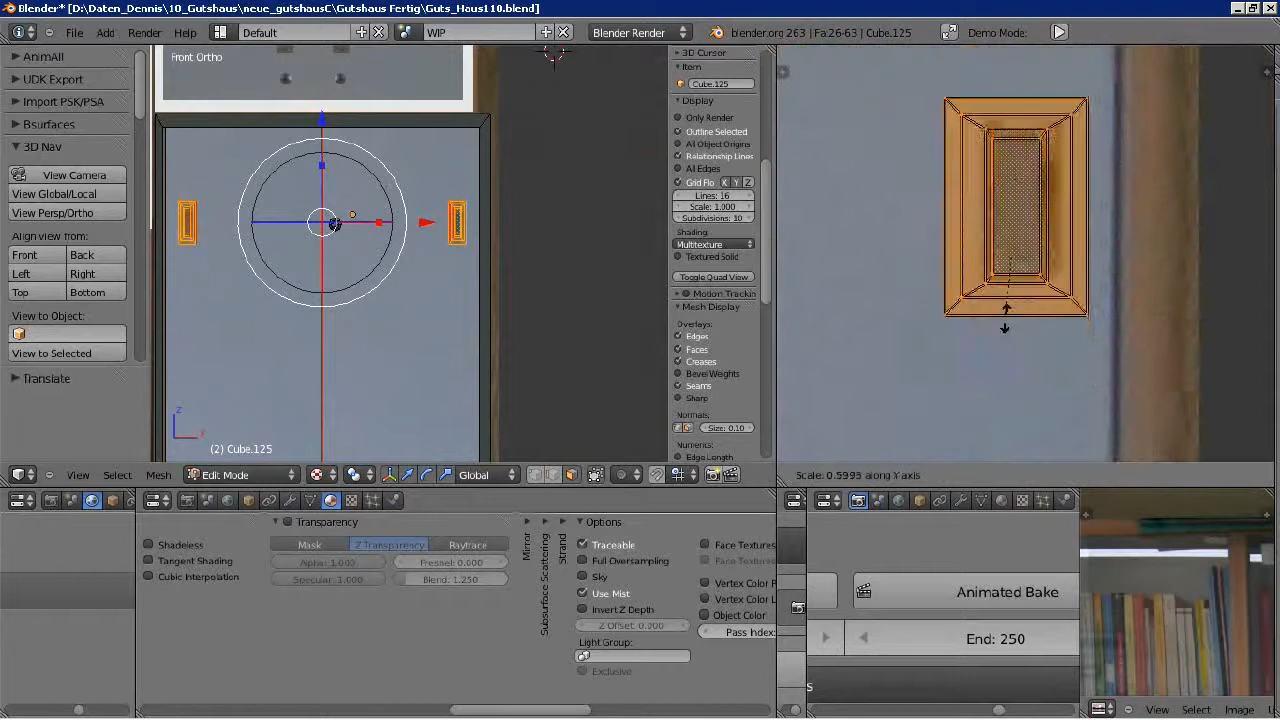 Blender* [D:\Daten_Dennis\10_Gutshaus\neue_gutshausC\Gutshaus Fertig\Guts_Haus110.blend]
File Add Render Help Default WIP Blender Render blender.org 263 | Fa:26-63 | Cube.125 Demo Mode:
AnimAll
UDK Export
Import PSK/PSA
Bsurfaces
3D Nav
View Camera
View Global/Local
View Persp/Ortho
Align view from:
Front Back
Left Right
Top Bottom
View to Object:
View to Selected
Translate
Front Ortho
Z
X
(2) Cube.125
3D Cursor
Item
Cube.125
Display
Only Render
Outline Selected
All Object Origins
Relationship Lines
All Edges
Grid Flo X Y Z
Lines: 16
Scale: 1.000
Subdivisions: 10
Shading:
Multitexture
Textured Solid
Toggle Quad View
Motion Trackin
Mesh Display
Overlays:
Edges
Faces
Creases
Bevel Weights
Seams
Sharp
Normals:
Size: 0.10
Numerics:
Edge Length
View Select Mesh Edit Mode Global
Scale: 0.5993 along Y axis
Shadeless
Tangent Shading
Cubic Interpolation
Transparency
Mask Z Transparency Raytrace
Alpha: 1.000 Fresnel: 0.000
Specular: 1.000 Blend: 1.250
Mirror
Subsurface Scattering
Strand
Options
Traceable
Full Oversampling
Sky
Use Mist
Invert Z Depth
Z Offset: 0.000
Light Group:
Exclusive
Face Textures
Face Textures
Vertex Color P
Vertex Color L
Object Color
Pass Index:
Animated Bake
End: 250
s
View Select Image